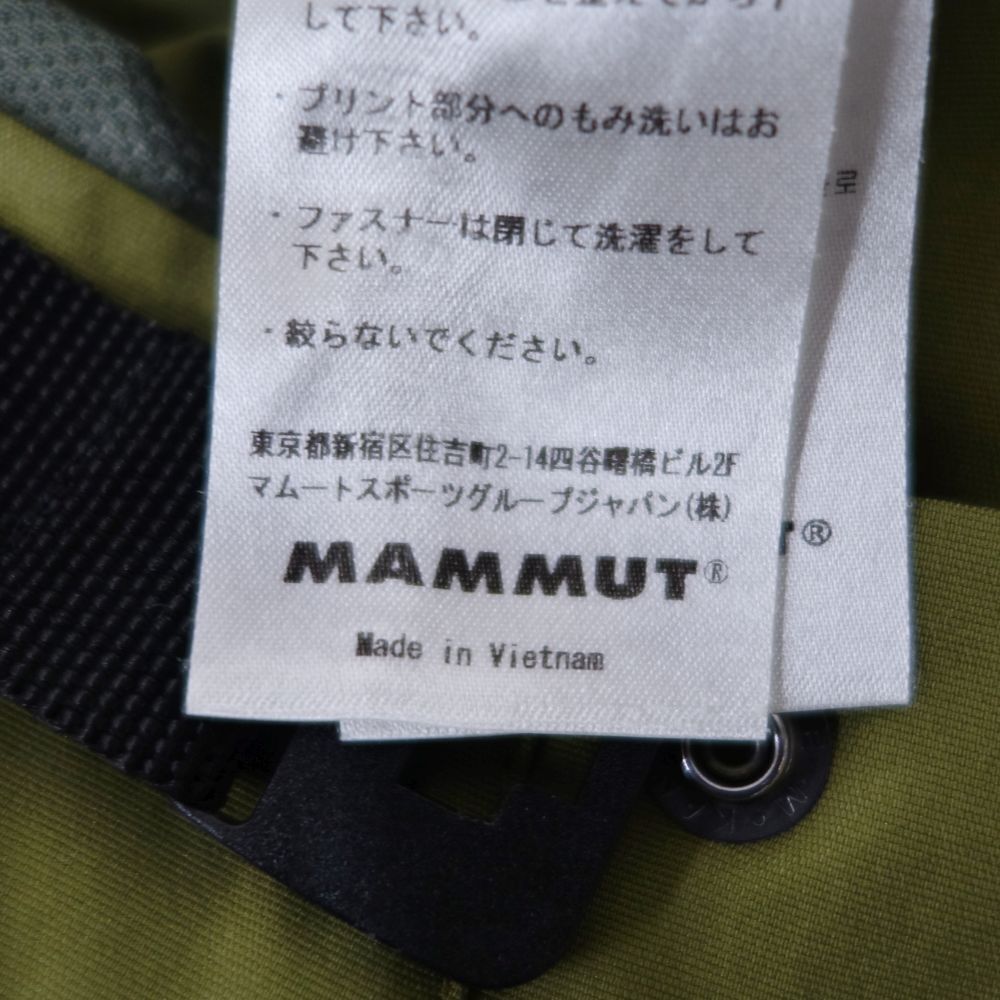 して下さい。
・プリント部分へのもみ洗いはお
避け下さい。
・ファスナーは閉じて洗濯をして
下さい。
・絞らないでください。
東京都新宿区住吉町2-14四谷曙橋ビル2F
マムートスポーツグループジャパン(株)
MAMMUT®
Made in Vietnam
로
T®